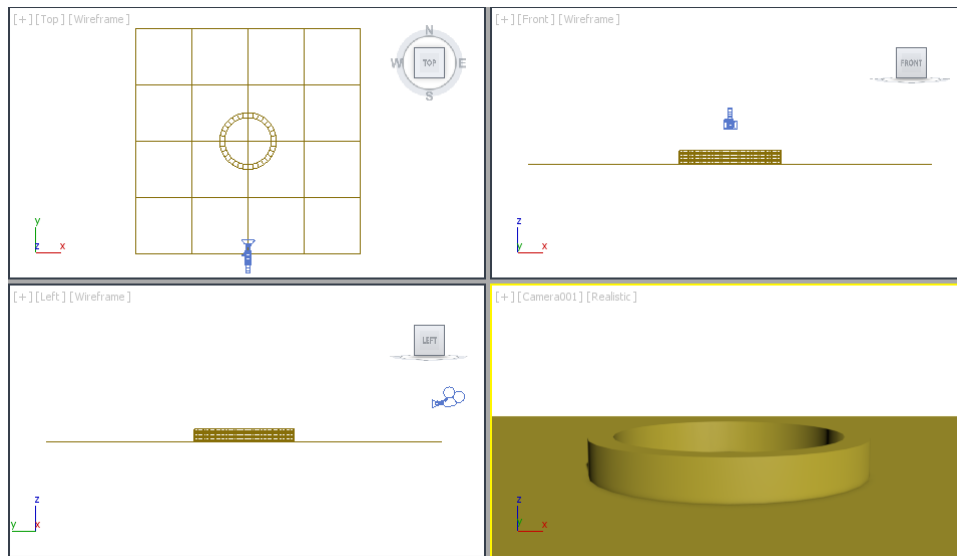 [+] [Top] [Wireframe]
N
W TOP E
S
y
z x
[+] [Front] [Wireframe]
FRONT
z
y x
[+] [Left] [Wireframe]
LEFT
z
y x
[+] [Camera001] [Realistic]
z
y x